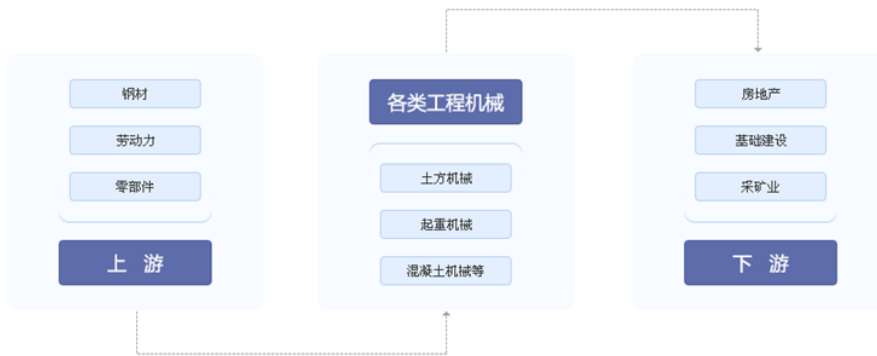 钢材
劳动力
零部件
上游
各类工程机械
土方机械
起重机械
混凝土机械等
房地产
基础建设
采矿业
下游